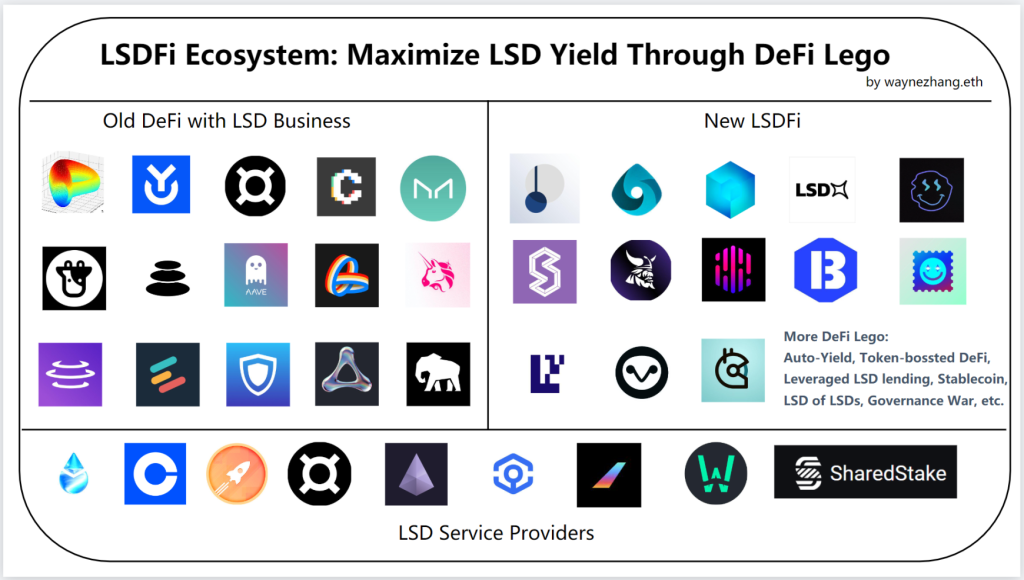 LSDFi Ecosystem: Maximize LSD Yield Through DeFi Lego
by waynezhang.eth
Old DeFi with LSD Business
New LSDFi
LSD
AAVE
More DeFi Lego:
Auto-Yield, Token-bossted DeFi,
Leveraged LSD lending, Stablecoin,
LSD of LSDs, Governance War, etc.
SharedStake
LSD Service Providers